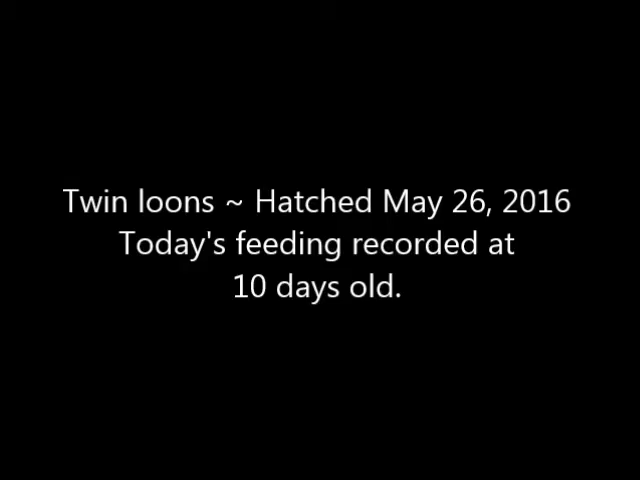 Twin loons ~ Hatched May 26, 2016
Today's feeding recorded at
10 days old.